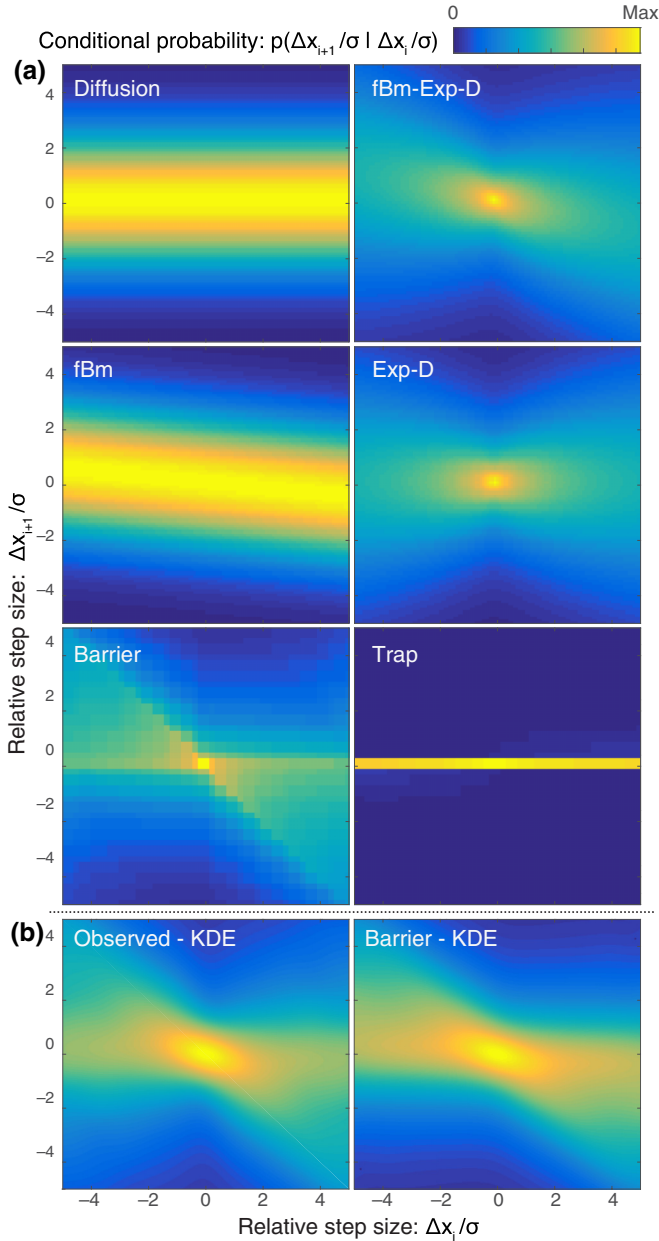 0 Max
Conditional probability: p(Δx_{i+1}/σ | Δx_i/σ)
(a)
Diffusion
fBm-Exp-D
4
2
0
−2
−4
fBm
Exp-D
4
2
0
−2
−4
Barrier
Trap
4
2
0
−2
−4
Relative step size: Δx_{i+1}/σ
(b)
Observed - KDE
Barrier - KDE
4
2
0
−2
−4
−4 −2 0 2 4 −4 −2 0 2 4
Relative step size: Δx_i/σ